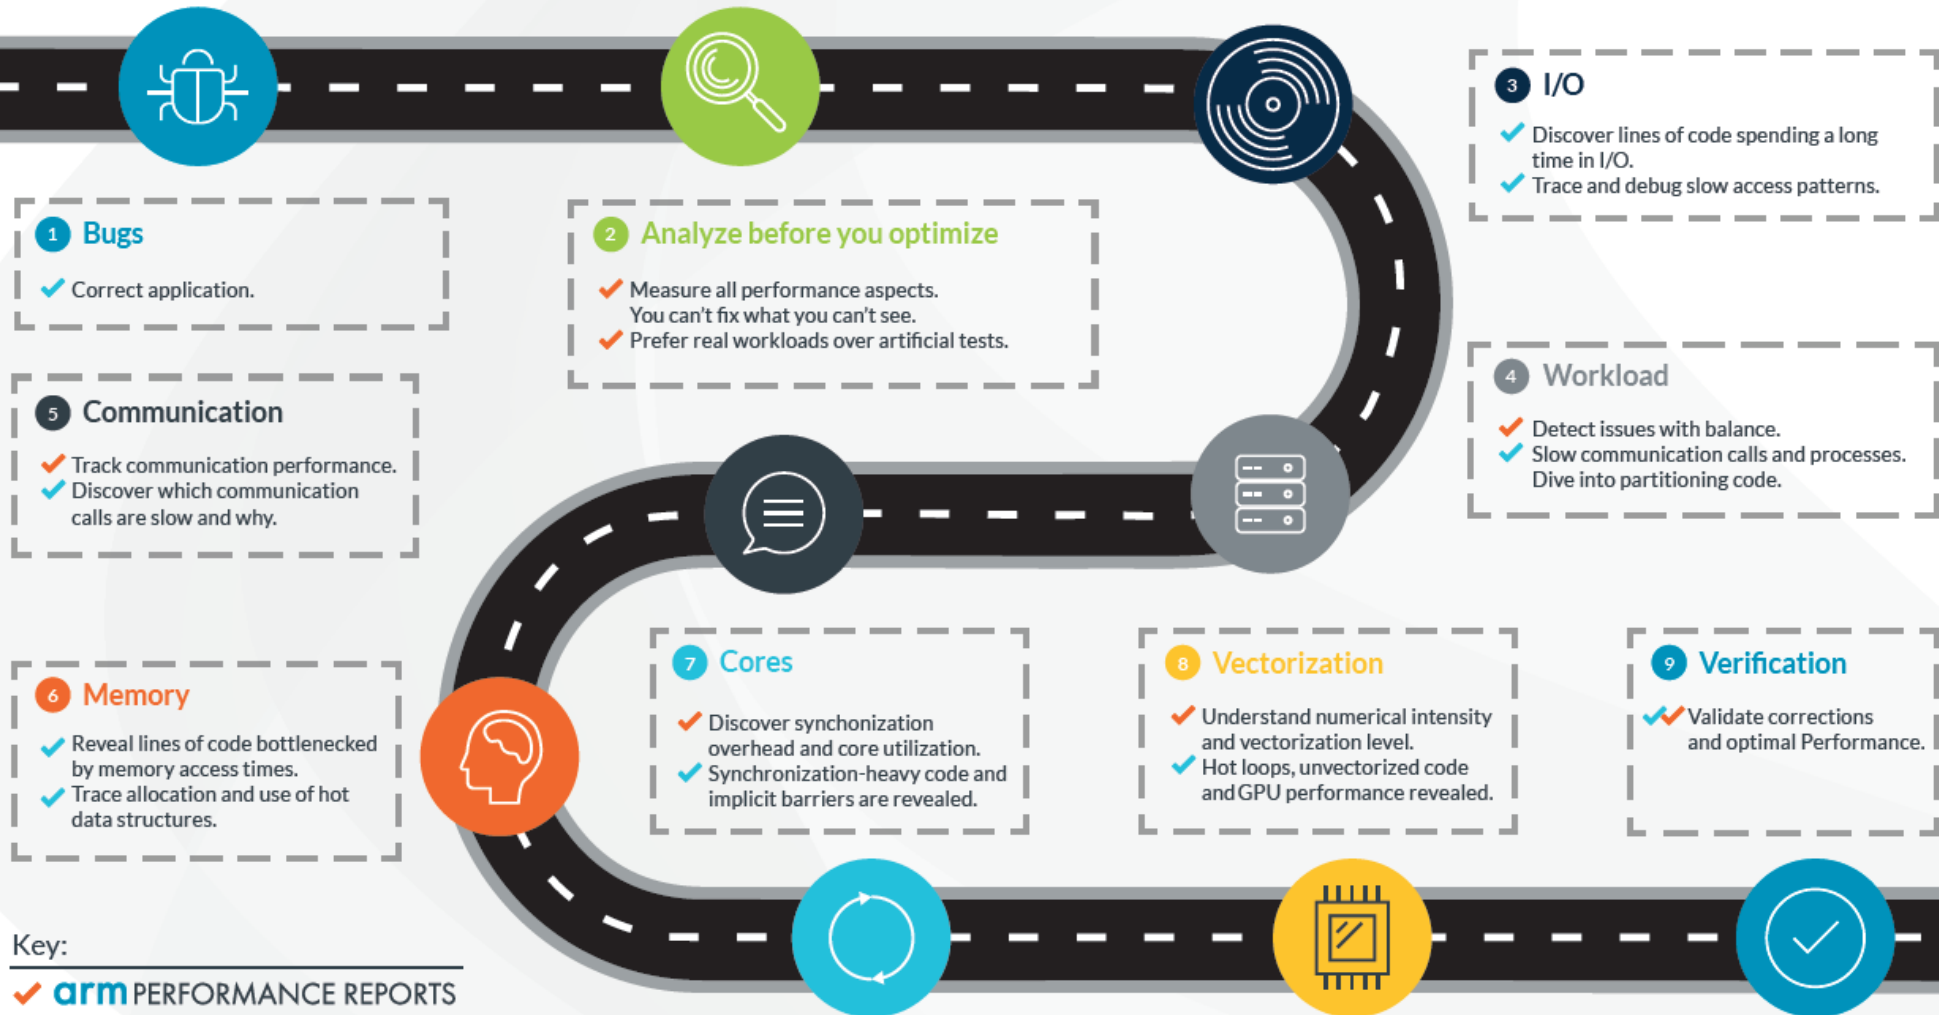 1 Bugs
Correct application.
2 Analyze before you optimize
Measure all performance aspects.
You can't fix what you can't see.
Prefer real workloads over artificial tests.
3 I/O
Discover lines of code spending a long
time in I/O.
Trace and debug slow access patterns.
4 Workload
Detect issues with balance.
Slow communication calls and processes.
Dive into partitioning code.
5 Communication
Track communication performance.
Discover which communication
calls are slow and why.
6 Memory
Reveal lines of code bottlenecked
by memory access times.
Trace allocation and use of hot
data structures.
7 Cores
Discover synchonization
overhead and core utilization.
Synchronization-heavy code and
implicit barriers are revealed.
8 Vectorization
Understand numerical intensity
and vectorization level.
Hot loops, unvectorized code
and GPU performance revealed.
9 Verification
Validate corrections
and optimal Performance.
Key:
arm PERFORMANCE REPORTS